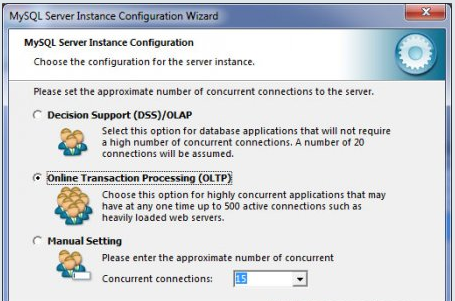 MySQL Server Instance Configuration Wizard
MySQL Server Instance Configuration
Choose the configuration for the server instance.
Please set the approximate number of concurrent connections to the server.
Decision Support (DSS)/OLAP
Select this option for database applications that will not require
a high number of concurrent connections. A number of 20
connections will be assumed.
Online Transaction Processing (OLTP)
Choose this option for highly concurrent applications that may
have at any one time up to 500 active connections such as
heavily loaded web servers.
Manual Setting
Please enter the approximate number of concurrent
Concurrent connections: 15